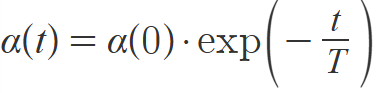 α(t) = α(0) · exp(− t/T)